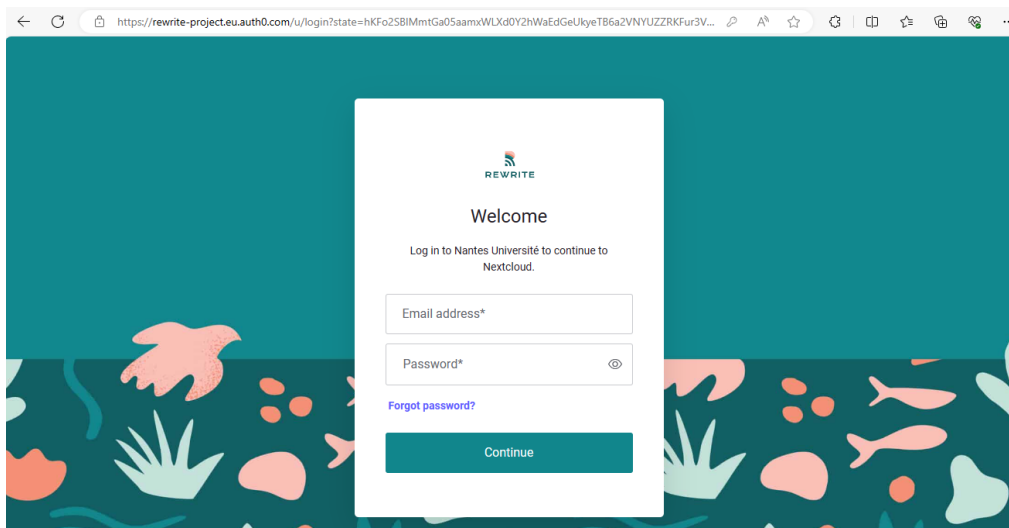 https://rewrite-project.eu.auth0.com/u/login?state=hKFo2SBIMmtGa05aamxWLXd0Y2hWaEdGeUkyeTB6a2VNYUZZRKFur3V...
REWRITE
Welcome
Log in to Nantes Université to continue to
Nextcloud.
Email address*
Password*
Forgot password?
Continue